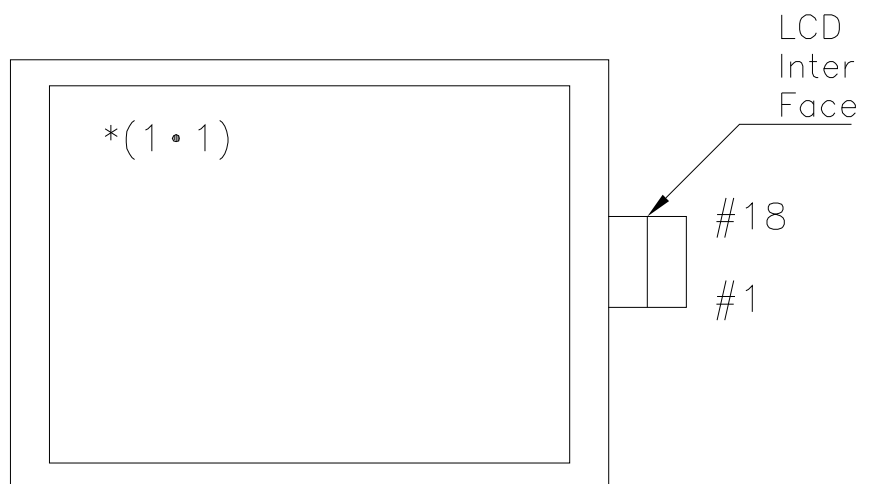 LCD
Inter
Face
*(1・1)
#18
#1